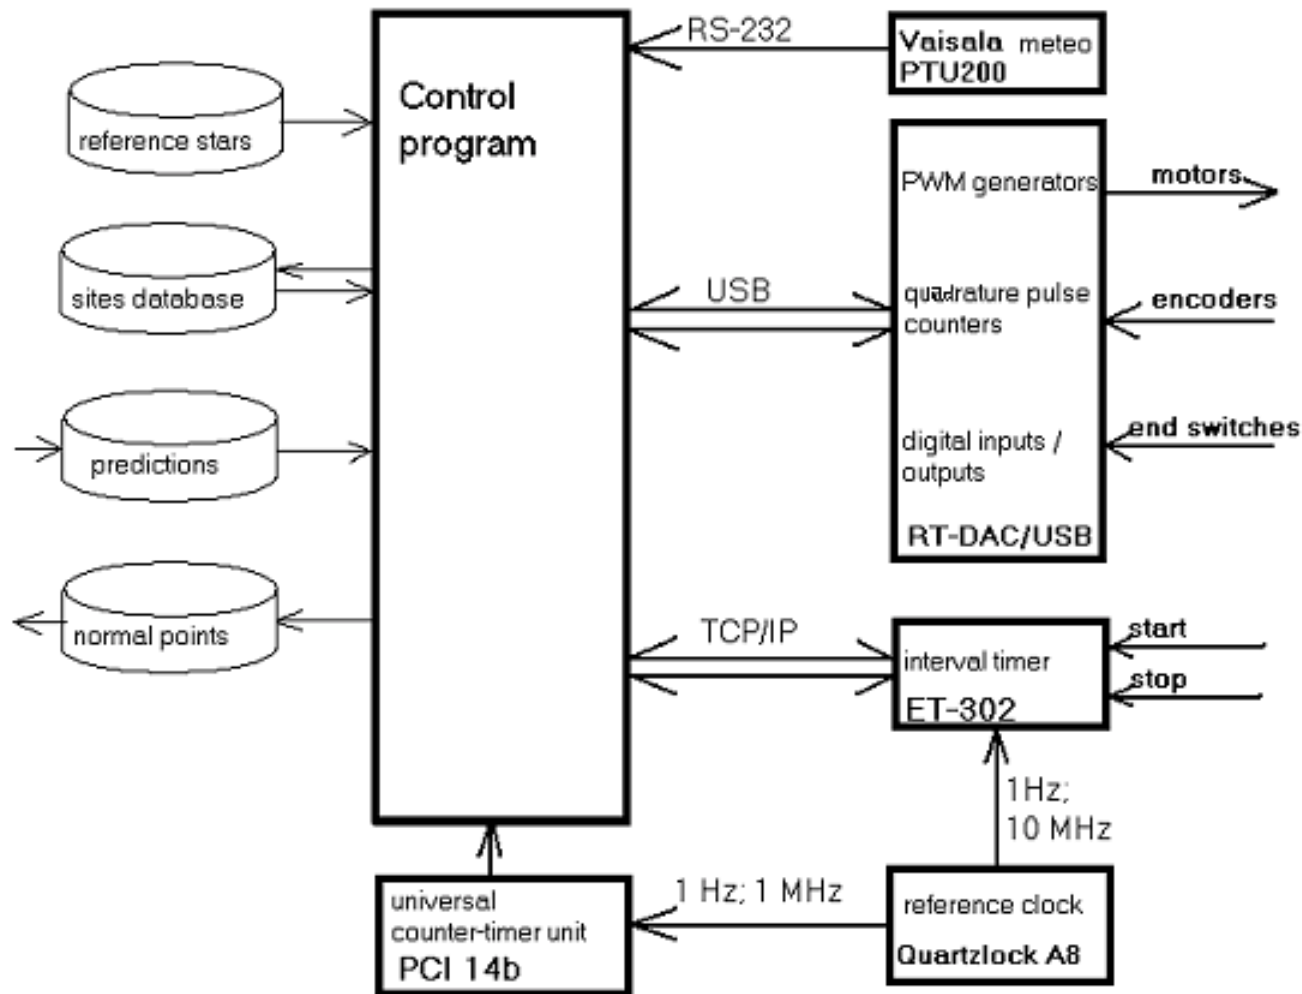 RS-232
Vaisala meteo
PTU200
Control
program
reference stars
PWM generators
motors
sites database
USB
quadrature pulse
counters
encoders
predictions
digital inputs /
outputs
end switches
RT-DAC/USB
normal points
TCP/IP
interval timer
ET-302
start
stop
1Hz;
10 MHz
universal
counter-timer unit
PCI 14b
1 Hz; 1 MHz
reference clock
Quartzlock A8